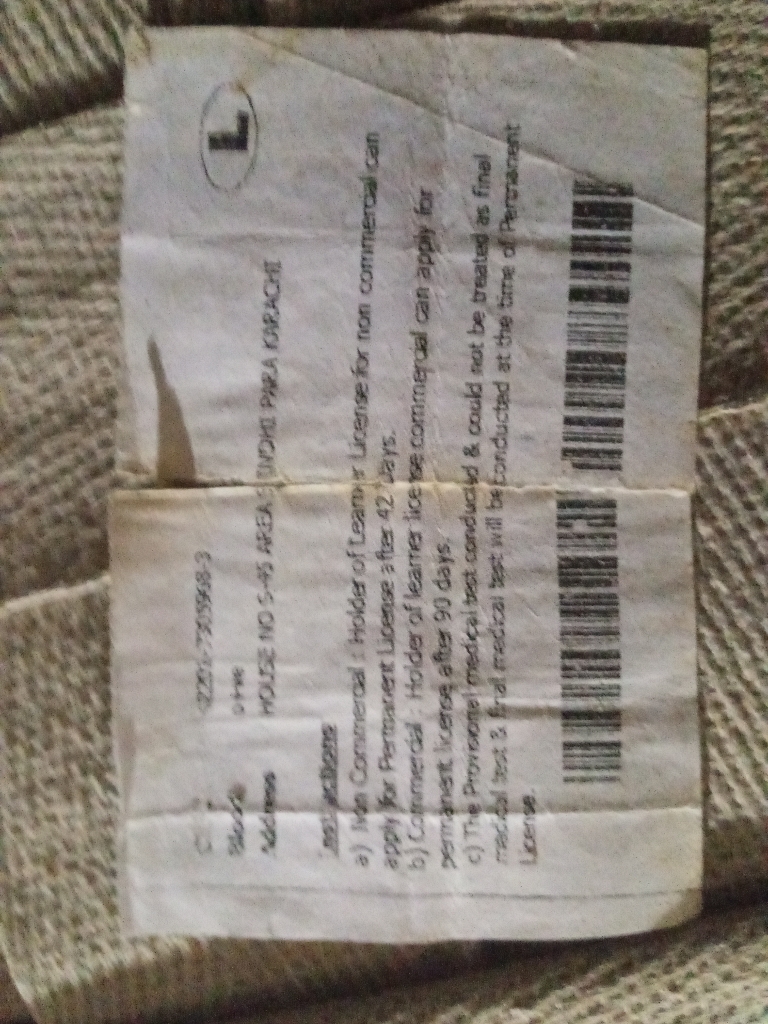 L
Blood
Address HOUSE NO S-45 AREA SINDHI PARA KARACHI
Instructions
a) Non Commercial : Holder of Learner License for non commercial can
apply for Permanent License after 42 days.
b) Commercial : Holder of learner license commercial can apply for
permanent license after 90 days.
c) The Provisional medical test conducted & could not be treated as final
medical test & final medical test will be conducted at the time of Permanent
License.